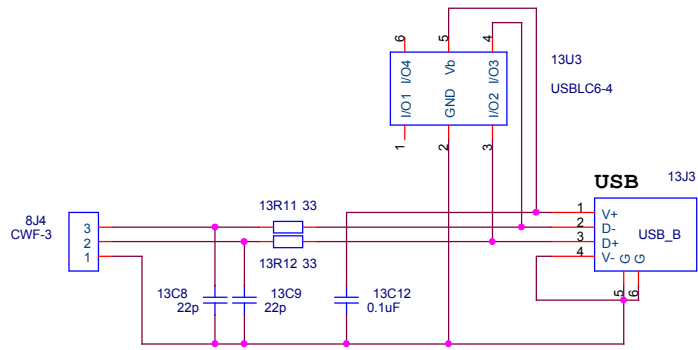 6 5 4
I/O4 Vb I/O3
I/O1 GND I/O2
1 2 3
13U3
USBLC6-4
USB
13J3
8J4
CWF-3
3
2
1
13R11 33
13R12 33
13C8
22p
13C9
22p
13C12
0.1uF
1 V+
2 D-
3 D+
4 V-
USB_B
G G
5 6